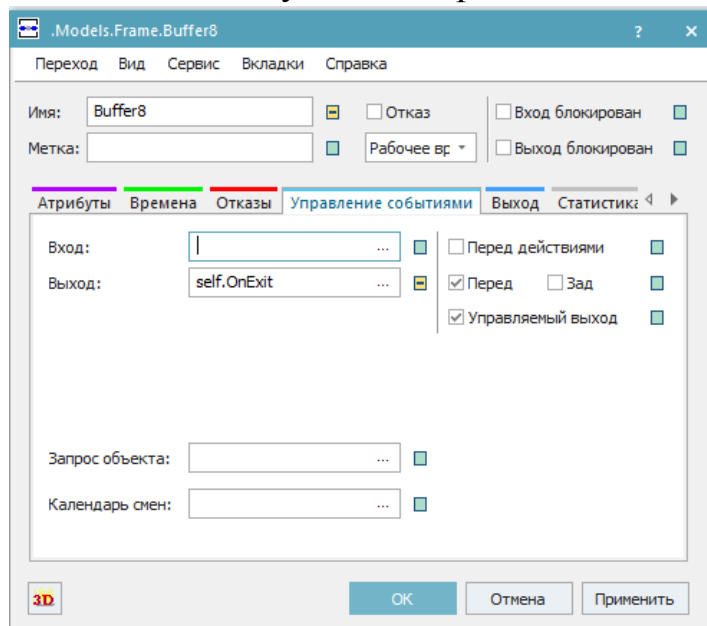 .Models.Frame.Buffer8 ? ×
Переход Вид Сервис Вкладки Справка
Имя: Buffer8 Отказ Вход блокирован
Метка: Рабочее вр Выход блокирован
Атрибуты Времена Отказы Управление событиями Выход Статистика
Вход: ... Перед действиями
Выход: self.OnExit ... Перед Зад
Управляемый выход
Запрос объекта: ...
Календарь смен: ...
3D OK Отмена Применить